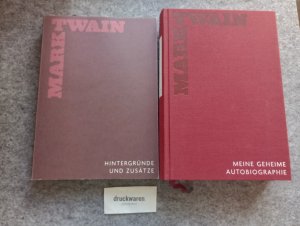 MARK TWAIN
HINTERGRÜNDE
UND ZUSÄTZE
MARK TWAIN
MEINE GEHEIME
AUTOBIOGRAPHIE
druckwaren